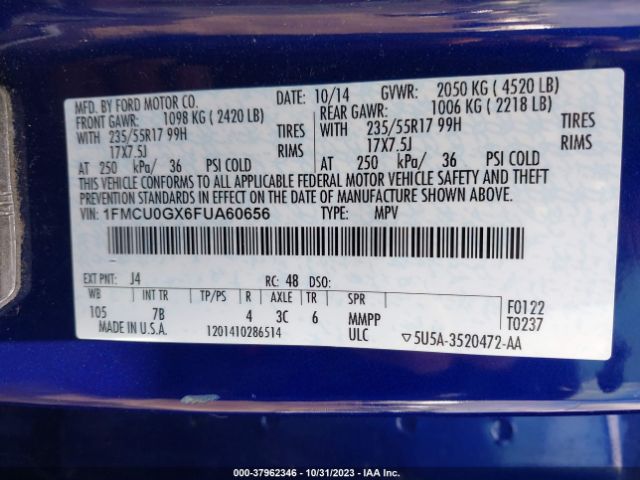 MFD. BY FORD MOTOR CO. DATE: 10/14 GVWR: 2050 KG ( 4520 LB)
FRONT GAWR: 1098 KG ( 2420 LB) REAR GAWR: 1006 KG ( 2218 LB)
WITH 235/55R17 99H TIRES WITH 235/55R17 99H TIRES
17X7.5J RIMS 17X7.5J RIMS
AT 250 kPa/ 36 PSI COLD AT 250 kPa/ 36 PSI COLD
THIS VEHICLE CONFORMS TO ALL APPLICABLE FEDERAL MOTOR VEHICLE SAFETY AND THEFT
PREVENTION STANDARDS IN EFFECT ON THE DATE OF MANUFACTURE SHOWN ABOVE.
VIN: 1FMCU0GX6FUA60656 TYPE: MPV
EXT PNT: J4 RC: 48 DSO:
WB INT TR TP/PS R AXLE TR SPR
105 7B 4 3C 6 MMPP
F0122
T0237
MADE IN U.S.A. 1201410286514 ULC ▽5U5A-3520472-AA
000-37962346 - 10/31/2023 - IAA Inc.